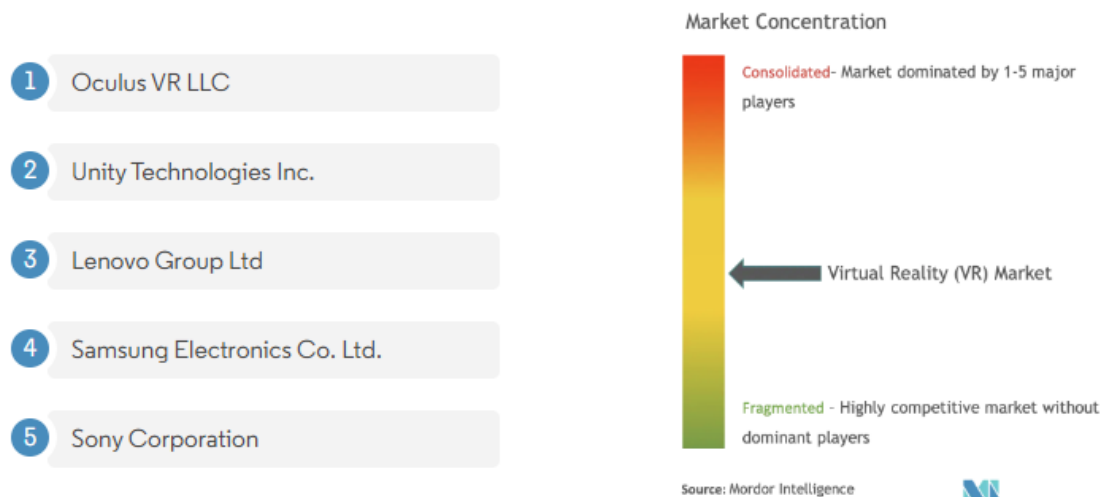 1 Oculus VR LLC
2 Unity Technologies Inc.
3 Lenovo Group Ltd
4 Samsung Electronics Co. Ltd.
5 Sony Corporation
Market Concentration
Consolidated- Market dominated by 1-5 major
players
Virtual Reality (VR) Market
Fragmented - Highly competitive market without
dominant players
Source: Mordor Intelligence